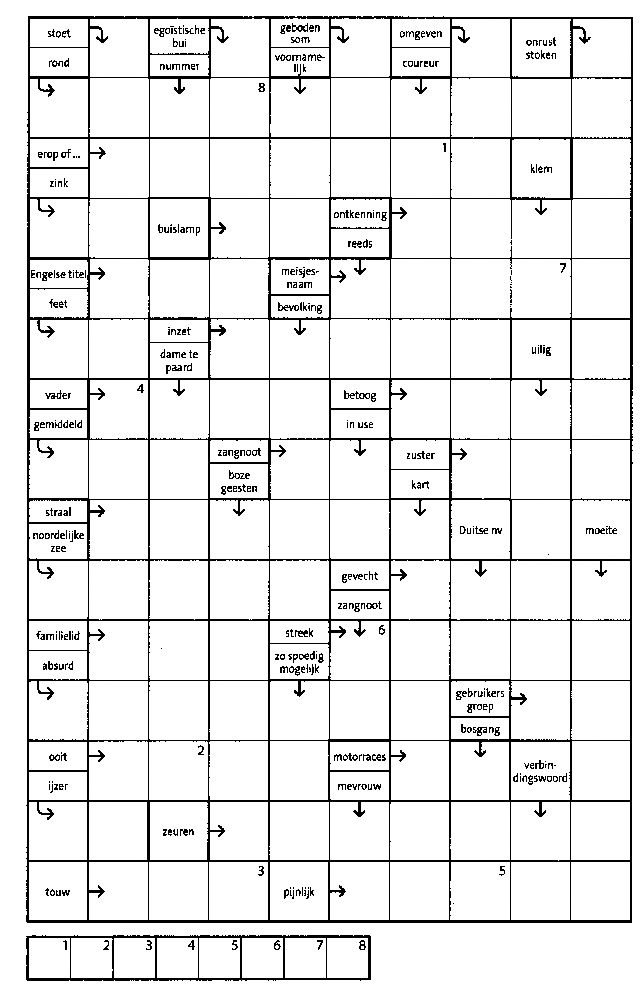 stoet
rond
egoïstische
bui
nummer
geboden
som
voorname-
lijk
omgeven
coureur
onrust
stoken
8
erop of ...
zink
1
kiem
buislamp
ontkenning
reeds
Engelse titel
feet
meisjes-
naam
bevolking
7
inzet
dame te
paard
uilig
vader
gemiddeld
4
betoog
in use
zangnoot
boze
geesten
zuster
kart
straal
noordelijke
zee
Duitse nv
moeite
gevecht
zangnoot
familielid
absurd
streek
zo spoedig
mogelijk
6
gebruikers
groep
bosgang
ooit
ijzer
2
motorraces
mevrouw
verbin-
dingswoord
zeuren
touw
3
pijnlijk
5
1 2 3 4 5 6 7 8